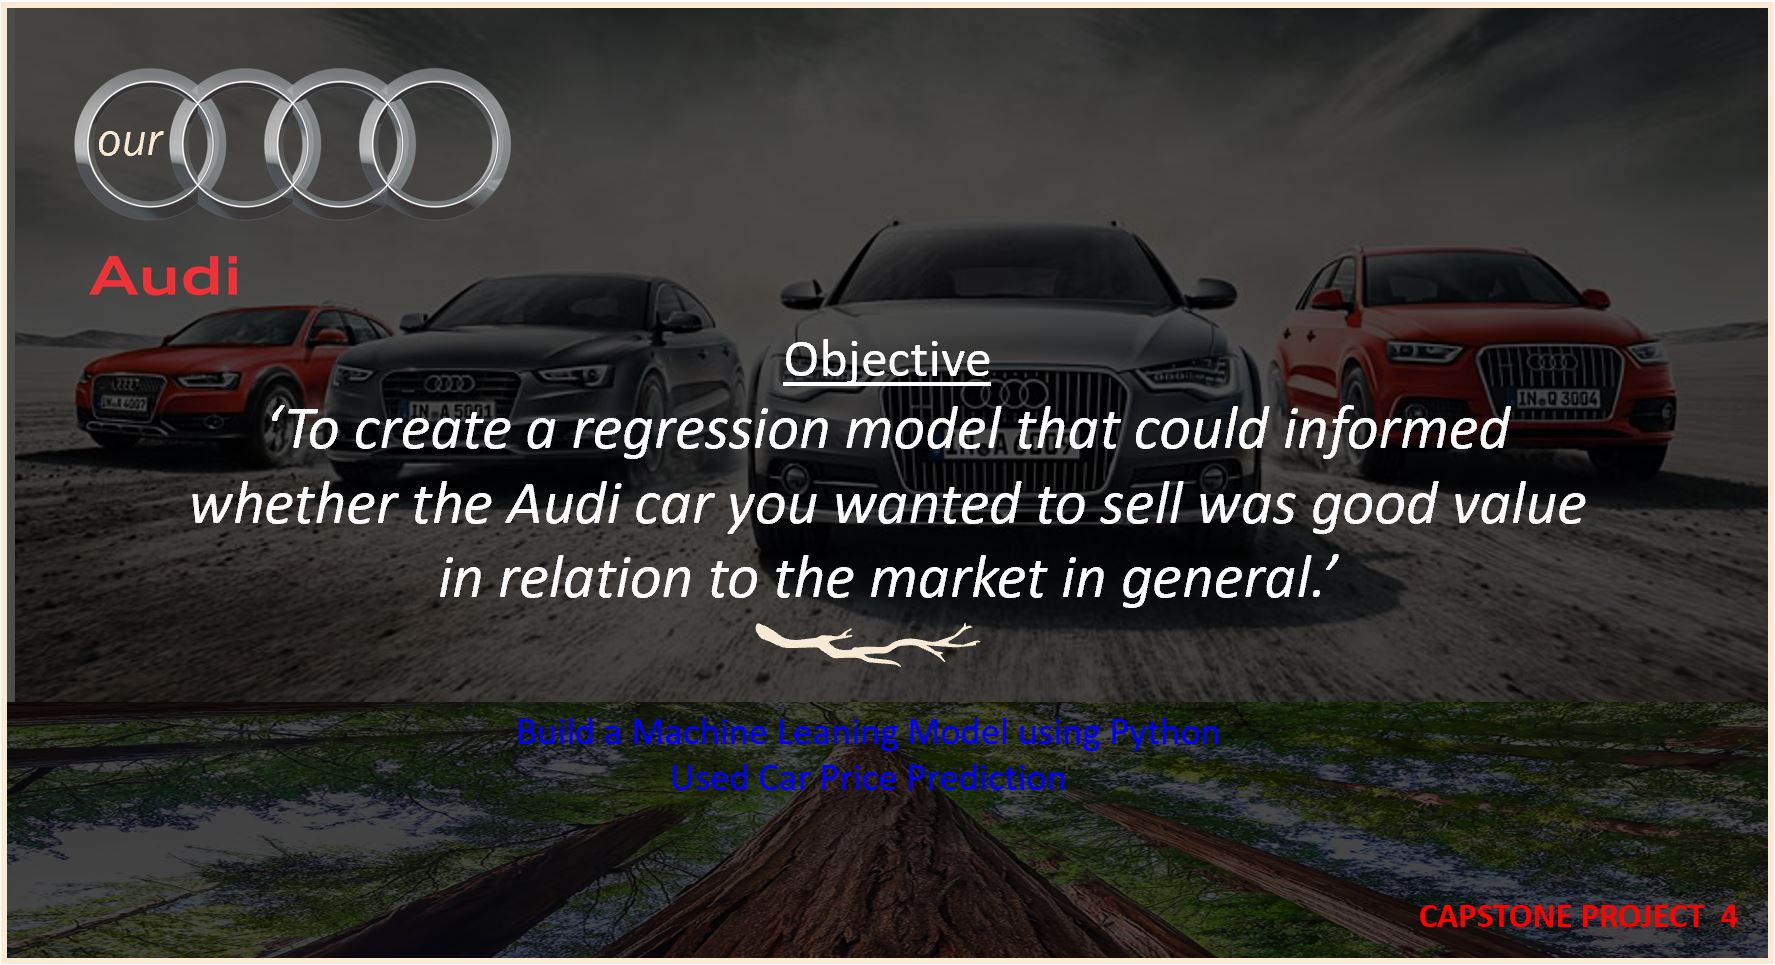 our
Audi
Objective
‘To create a regression model that could informed
whether the Audi car you wanted to sell was good value
in relation to the market in general.’
IN Q 3004
Build a Machine Leaning Model using Python
Used Car Price Prediction
CAPSTONE PROJECT 4